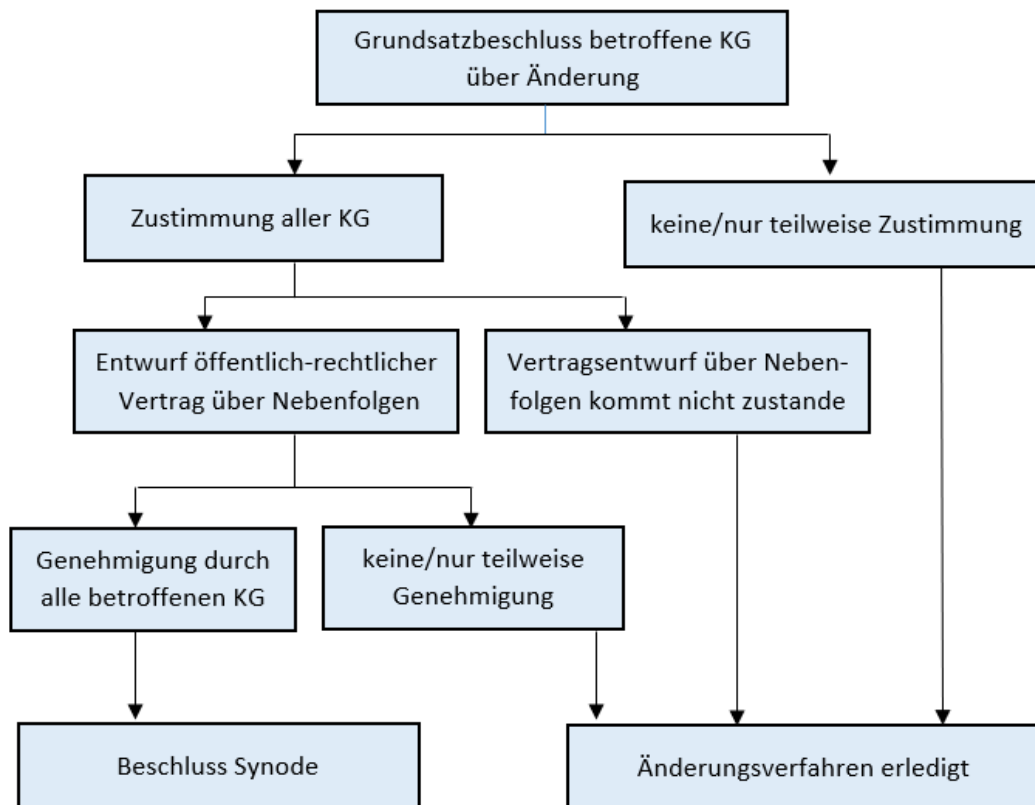 Grundsatzbeschluss betroffene KG
über Änderung
Zustimmung aller KG
keine/nur teilweise Zustimmung
Entwurf öffentlich-rechtlicher
Vertrag über Nebenfolgen
Vertragsentwurf über Neben-
folgen kommt nicht zustande
Genehmigung durch
alle betroffenen KG
keine/nur teilweise
Genehmigung
Beschluss Synode
Änderungsverfahren erledigt